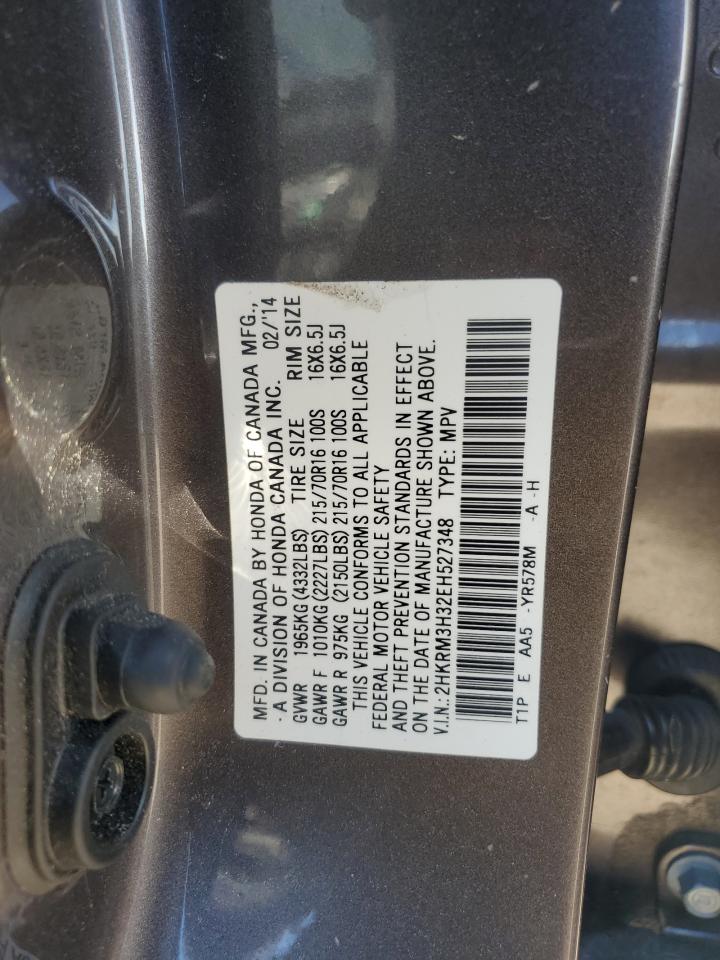 MFD. IN CANADA BY HONDA OF CANADA MFG.,
-A DIVISION OF HONDA CANADA INC. 02/'14
GVWR 1965KG(4332LBS) TIRE SIZE RIM SIZE
GAWR F 1010KG(2227LBS)215/70R16 100S 16X6.5J
GAWR R 975KG (2150LBS)215/70R16 100S 16X6.5J
THIS VEHICLE CONFORMS TO ALL APPLICABLE
FEDERAL MOTOR VEHICLE SAFETY
AND THEFT PREVENTION STANDARDS IN EFFECT
ON THE DATE OF MANUFACTURE SHOWN ABOVE.
V.I.N.: 2HKRM3H32EH527348 TYPE: MPV
T1P E AA5 -YR578M -A -H